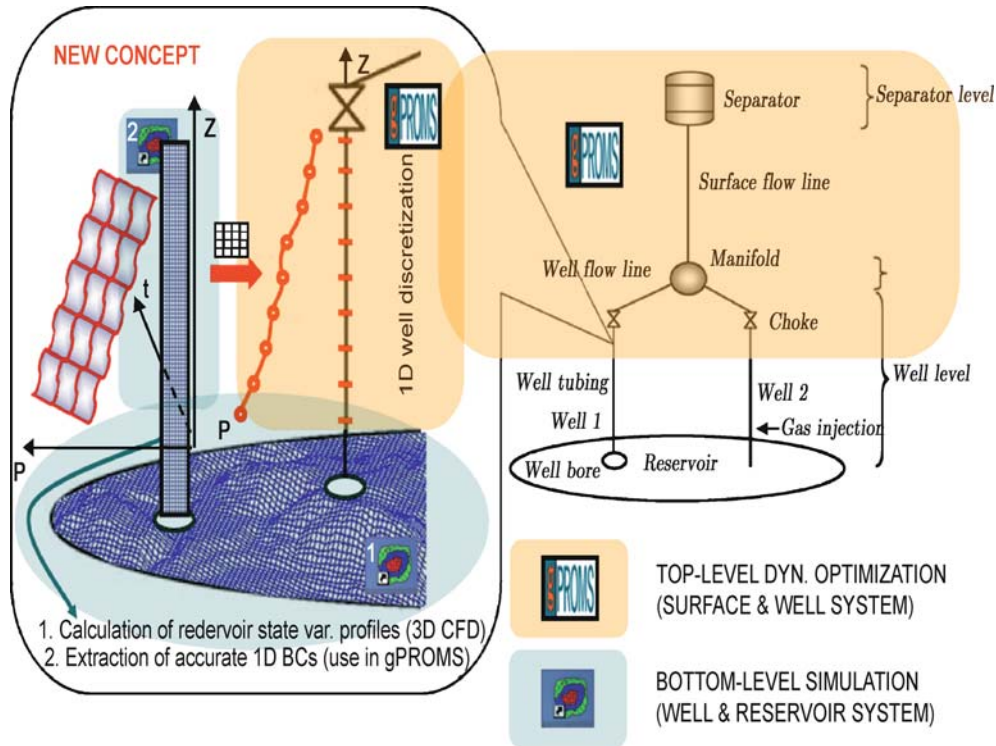 NEW CONCEPT
Z
2
Z
gPROMS
1D well discretization
t
P
P
1
1. Calculation of redervoir state var. profiles (3D CFD)
2. Extraction of accurate 1D BCs (use in gPROMS)
gPROMS
Separator
Separator level
Surface flow line
Manifold
Well flow line
Choke
Well tubing
Well 2
Well level
Well 1
Gas injection
Well bore
Reservoir
gPROMS
TOP-LEVEL DYN. OPTIMIZATION
(SURFACE & WELL SYSTEM)
BOTTOM-LEVEL SIMULATION
(WELL & RESERVOIR SYSTEM)